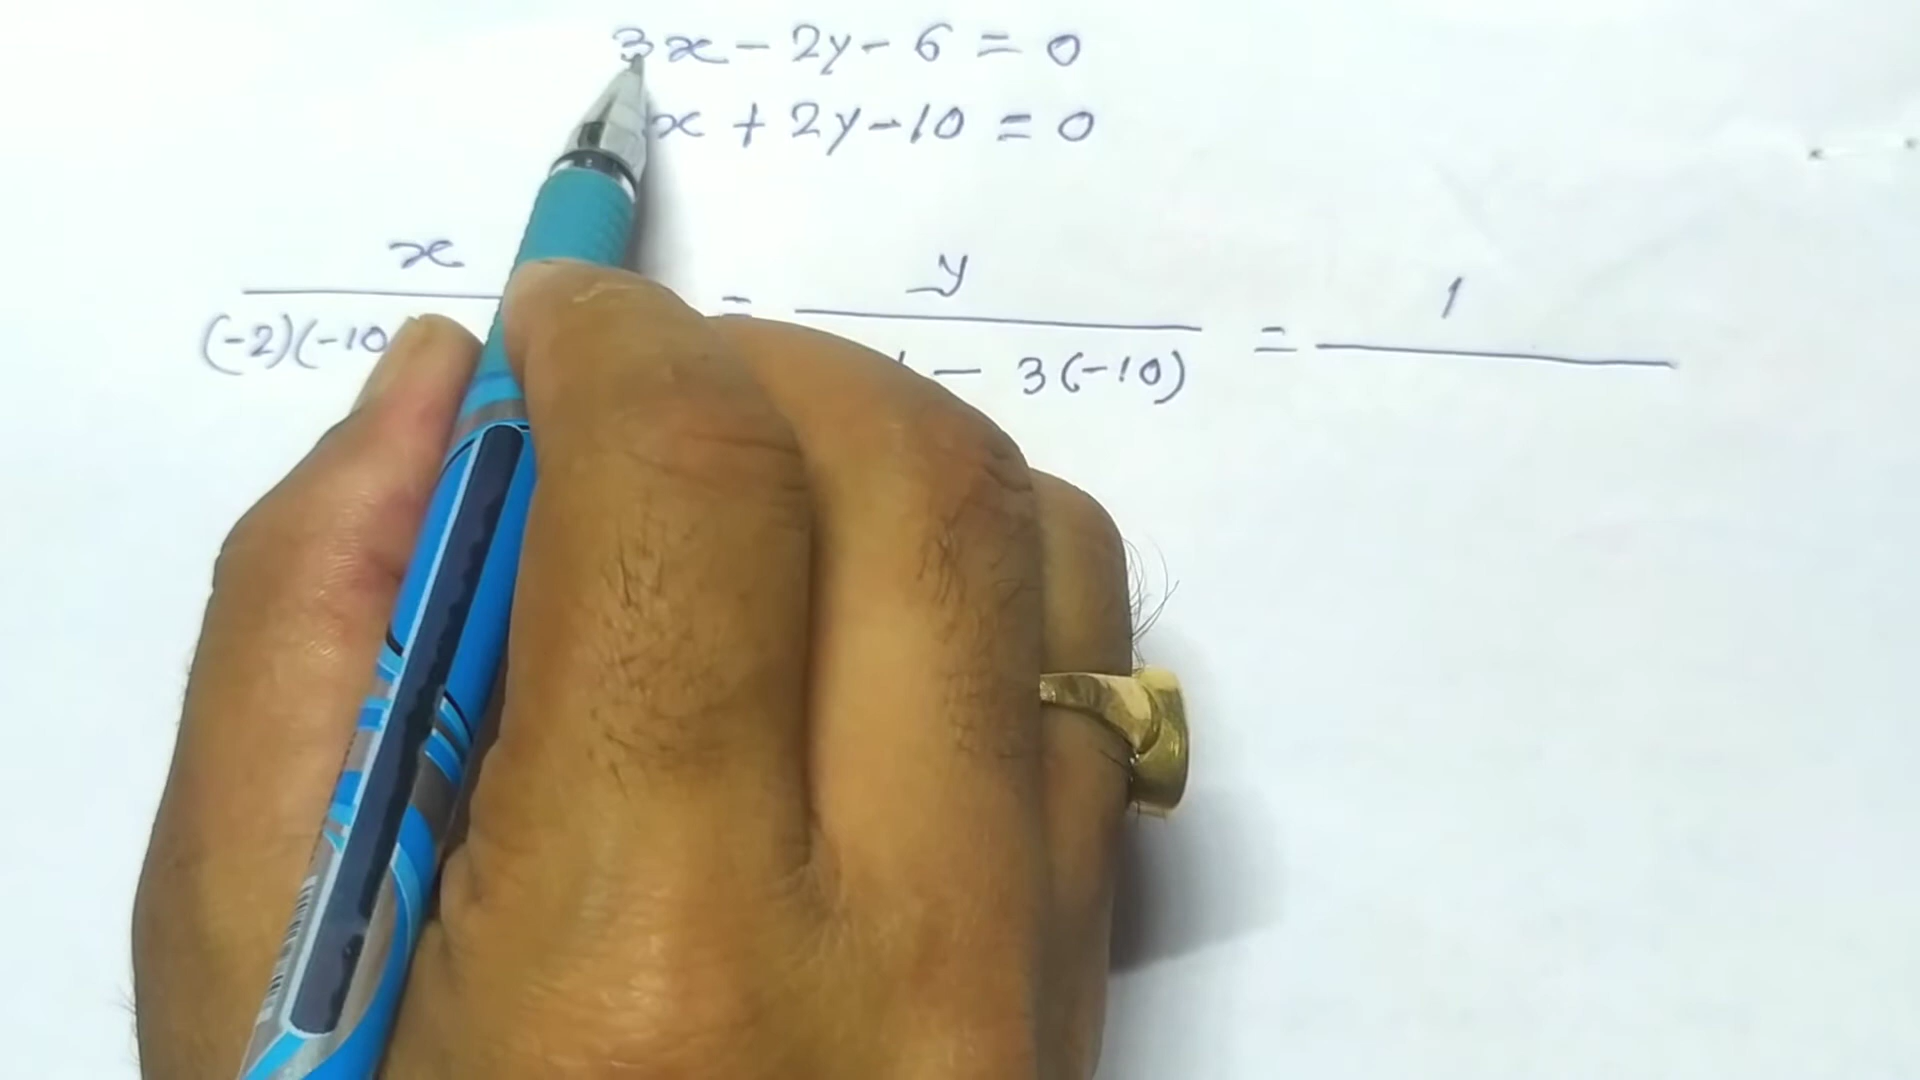 3x - 2y - 6 = 0
x + 2y - 10 = 0
x = y = 1
(-2)(-10 - 3(-10)